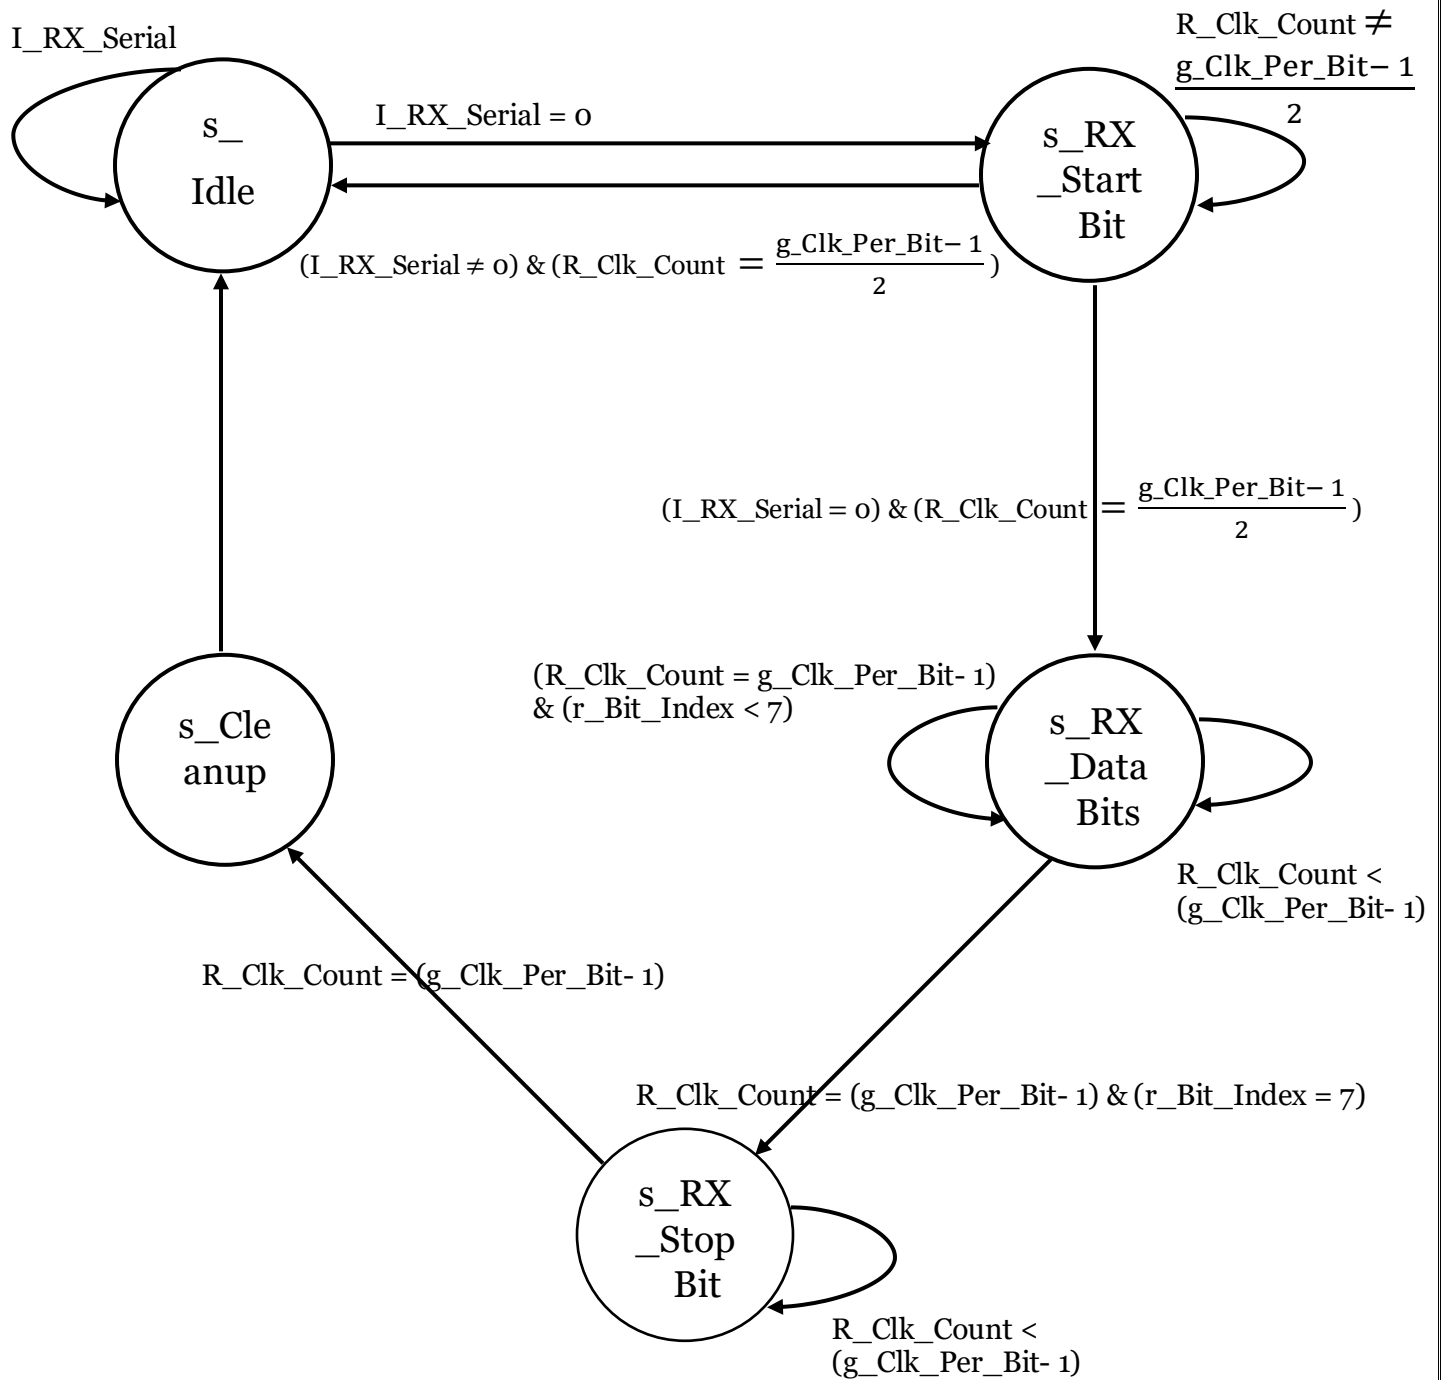 I_RX_Serial
R_Clk_Count ≠
g_Clk_Per_Bit− 1
2
s_
Idle
I_RX_Serial = 0
s_RX
_Start
Bit
(I_RX_Serial ≠ 0) & (R_Clk_Count = g_Clk_Per_Bit− 1 )
2
(I_RX_Serial = 0) & (R_Clk_Count = g_Clk_Per_Bit− 1 )
2
(R_Clk_Count = g_Clk_Per_Bit- 1)
& (r_Bit_Index < 7)
s_Cle
anup
s_RX
_Data
Bits
R_Clk_Count <
(g_Clk_Per_Bit- 1)
R_Clk_Count = (g_Clk_Per_Bit- 1)
R_Clk_Count = (g_Clk_Per_Bit- 1) & (r_Bit_Index = 7)
s_RX
_Stop
Bit
R_Clk_Count <
(g_Clk_Per_Bit- 1)